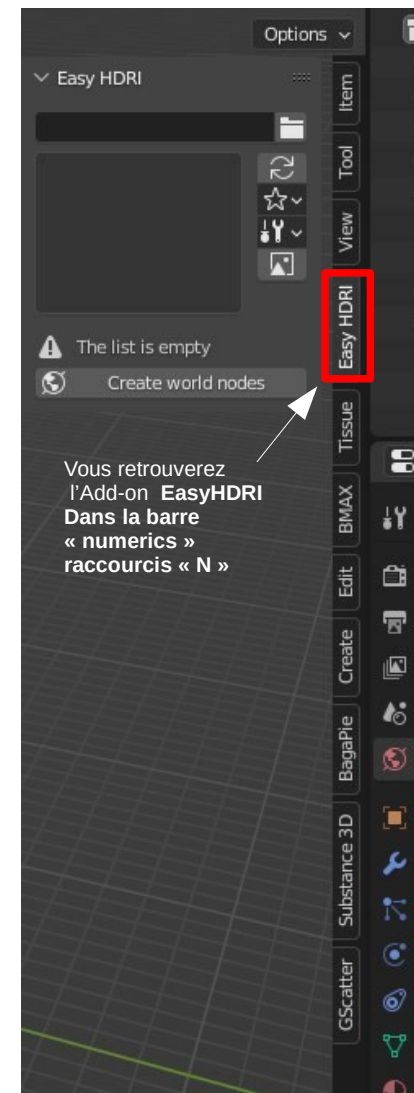 Options
Easy HDRI
Item
Tool
View
Easy HDRI
The list is empty
Create world nodes
Tissue
Vous retrouverez
l'Add-on EasyHDRI
Dans la barre
« numerics »
raccourcis « N »
BMAX
Edit
Create
BagaPie
Substance 3D
GScatter